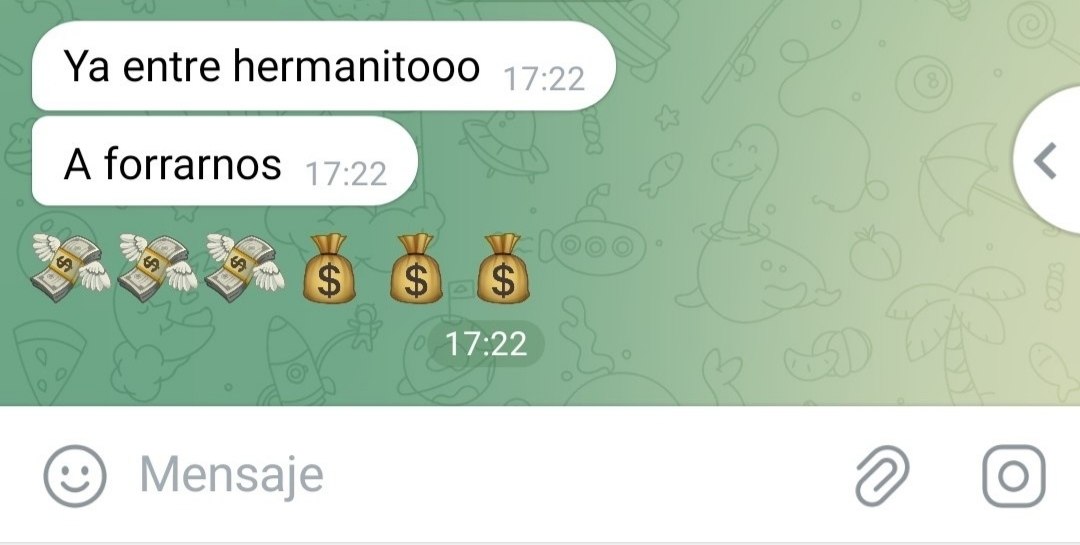 Ya entre hermanitooo 17:22
A forrarnos 17:22
💸💸💸💰💰💰
17:22
Mensaje